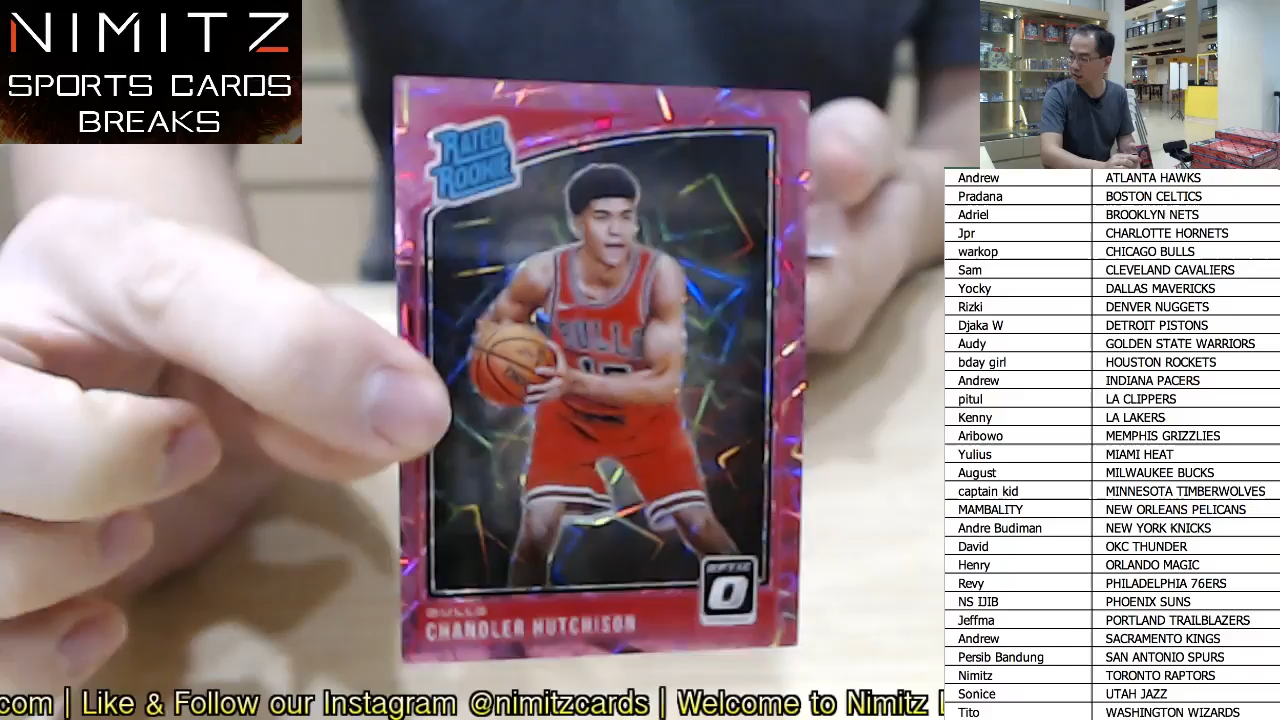 NIMITZ
SPORTS CARDS
BREAKS
RATED
ROOKIE
BULLS
OPTIC
O
BULLS
CHANDLER HUTCHISON
Andrew ATLANTA HAWKS
Pradana BOSTON CELTICS
Adriel BROOKLYN NETS
Jpr CHARLOTTE HORNETS
warkop CHICAGO BULLS
Sam CLEVELAND CAVALIERS
Yocky DALLAS MAVERICKS
Rizki DENVER NUGGETS
Djaka W DETROIT PISTONS
Audy GOLDEN STATE WARRIORS
bday girl HOUSTON ROCKETS
Andrew INDIANA PACERS
pitul LA CLIPPERS
Kenny LA LAKERS
Aribowo MEMPHIS GRIZZLIES
Yulius MIAMI HEAT
August MILWAUKEE BUCKS
captain kid MINNESOTA TIMBERWOLVES
MAMBALITY NEW ORLEANS PELICANS
Andre Budiman NEW YORK KNICKS
David OKC THUNDER
Henry ORLANDO MAGIC
Revy PHILADELPHIA 76ERS
NS IJIB PHOENIX SUNS
Jeffma PORTLAND TRAILBLAZERS
Andrew SACRAMENTO KINGS
Persib Bandung SAN ANTONIO SPURS
Nimitz TORONTO RAPTORS
Sonice UTAH JAZZ
Tito WASHINGTON WIZARDS
.com | Like & Follow our Instagram @nimitzcards | Welcome to Nimitz